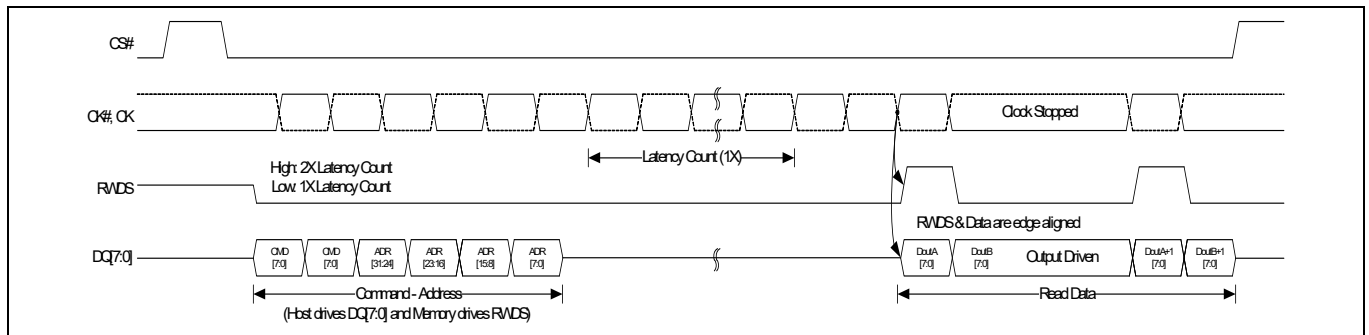 CS#
CK#, CK
Clock Stopped
Latency Count (1X)
High: 2X Latency Count
Low: 1X Latency Count
RWDS
RWDS & Data are edge aligned
DQ[7:0]
CMD [7:0]
CMD [7:0]
ADR [31:24]
ADR [23:16]
ADR [15:8]
ADR [7:0]
DoutA [7:0]
DoutB [7:0]
Output Driven
DoutA+1 [7:0]
DoutB+1 [7:0]
Command - Address
Read Data
(Host drives DQ[7:0] and Memory drives RWDS)